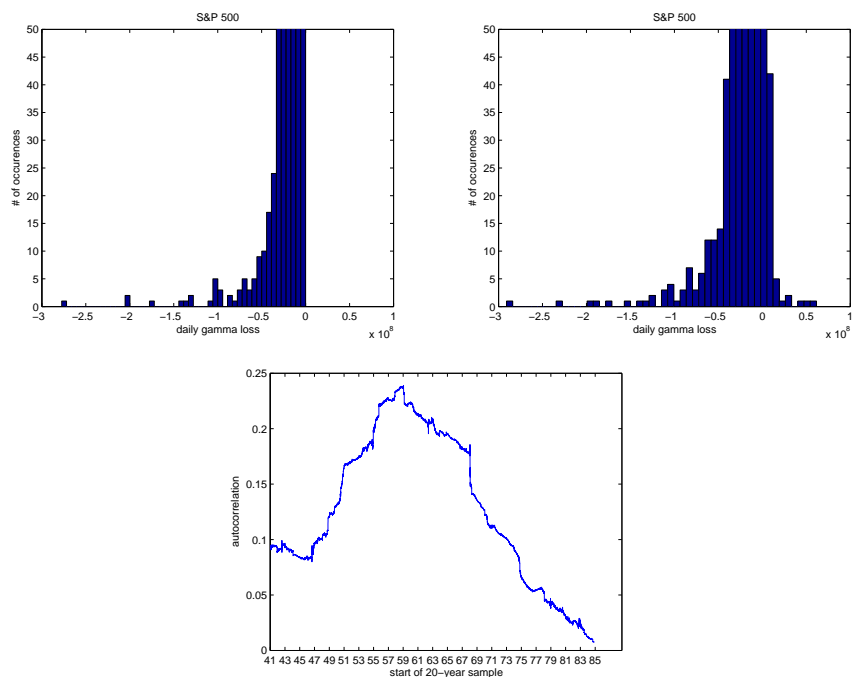 S&P 500
50
45
40
35
30
25
20
15
10
5
0
# of occurences
−3 −2.5 −2 −1.5 −1 −0.5 0 0.5 1
daily gamma loss
x 10^8
S&P 500
50
45
40
35
30
25
20
15
10
5
0
# of occurences
−3 −2.5 −2 −1.5 −1 −0.5 0 0.5 1
daily gamma loss
x 10^8
0.25
0.2
0.15
0.1
0.05
0
autocorrelation
41 43 45 47 49 51 53 55 57 59 61 63 65 67 69 71 73 75 77 79 81 83 85
start of 20−year sample